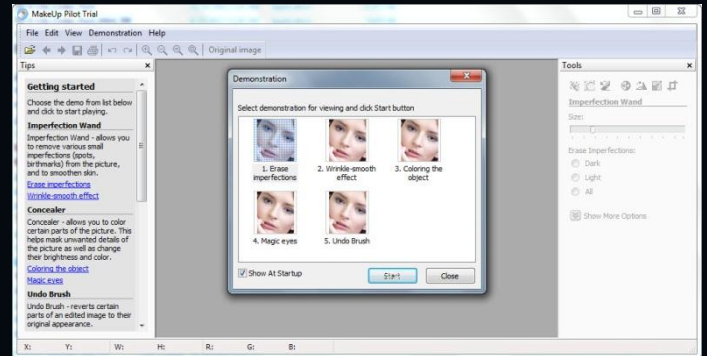 MakeUp Pilot Trial
File Edit View Demonstration Help
Original image
Tips
Getting started
Choose the demo from list below
and click to start playing.
Imperfection Wand
Imperfection Wand - allows you
to remove various small
imperfections (spots,
birthmarks) from the picture,
and to smoothen skin.
Erase imperfections
Wrinkle-smooth effect
Concealer
Concealer - allows you to color
certain parts of the picture. This
helps mask unwanted details of
the picture as well as change
their brightness and color.
Coloring the object
Magic eyes
Undo Brush
Undo Brush - reverts certain
parts of an edited image to their
original appearance.
Demonstration
Select demonstration for viewing and click Start button
1. Erase
imperfections
2. Wrinkle-smooth
effect
3. Coloring the
object
4. Magic eyes
5. Undo Brush
Show At Startup
Start
Close
Tools
Imperfection Wand
Size:
Erase Imperfections:
Dark
Light
All
Show More Options
X: Y: W: H: R: G: B: